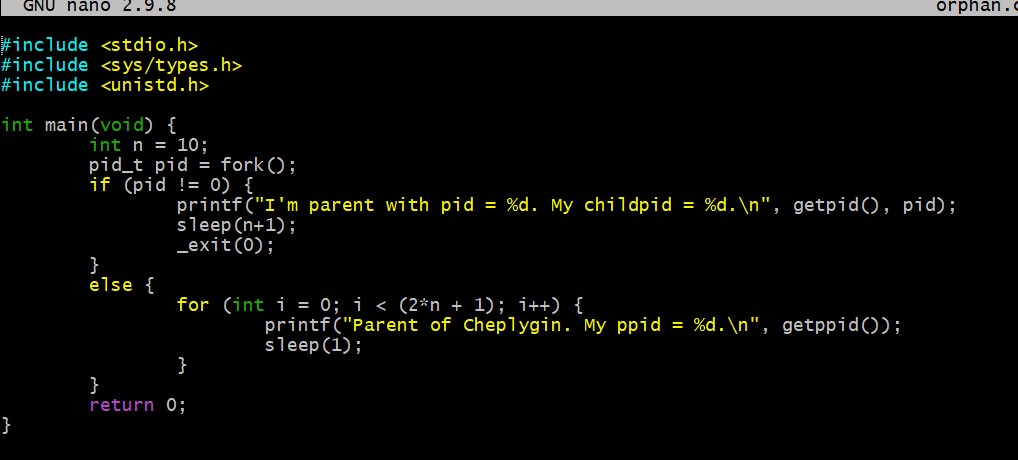 GNU nano 2.9.8 orphan.c
#include <stdio.h>
#include <sys/types.h>
#include <unistd.h>
int main(void) {
int n = 10;
pid_t pid = fork();
if (pid != 0) {
printf("I'm parent with pid = %d. My childpid = %d.\n", getpid(), pid);
sleep(n+1);
_exit(0);
}
else {
for (int i = 0; i < (2*n + 1); i++) {
printf("Parent of Cheplygin. My ppid = %d.\n", getppid());
sleep(1);
}
}
return 0;
}